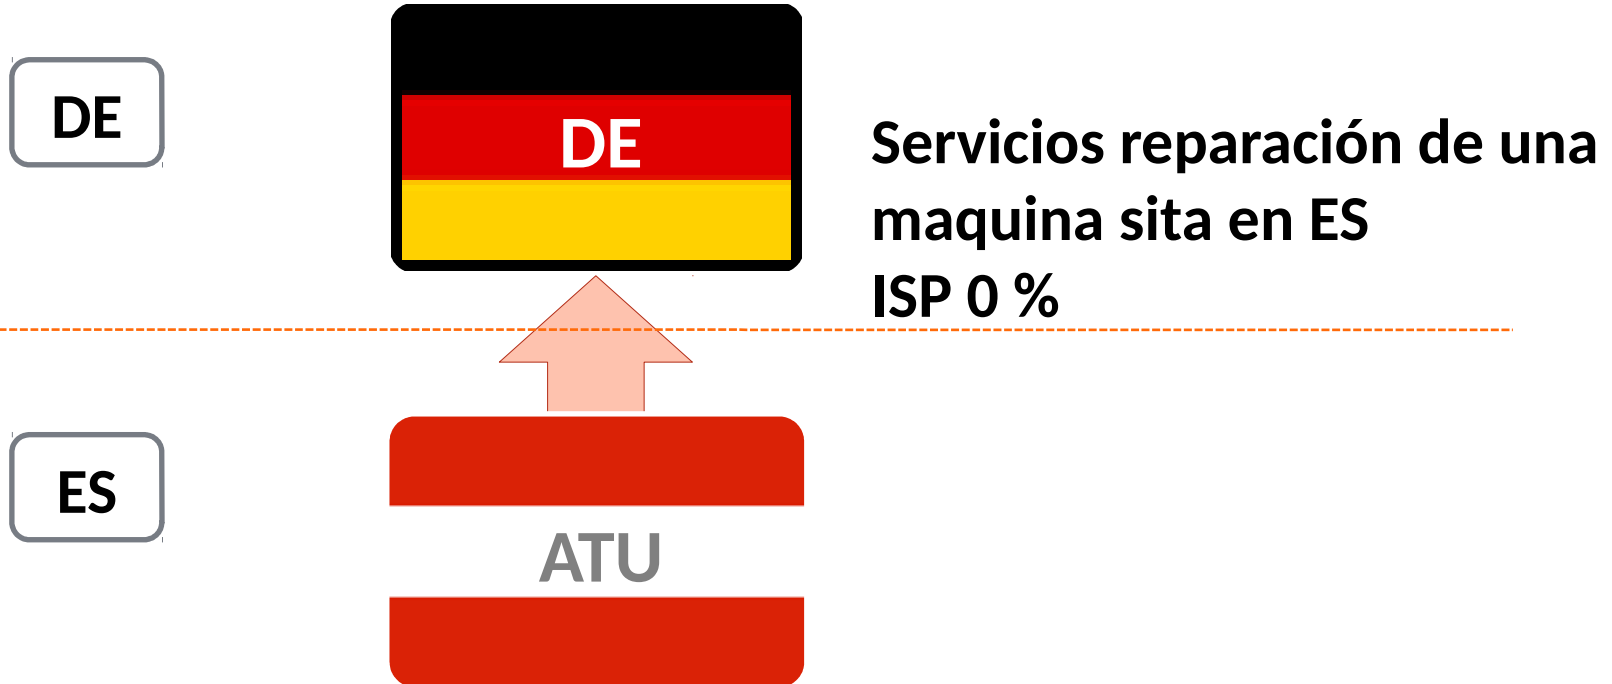 DE
DE
Servicios reparación de una
maquina sita en ES
ISP 0 %
ES
ATU